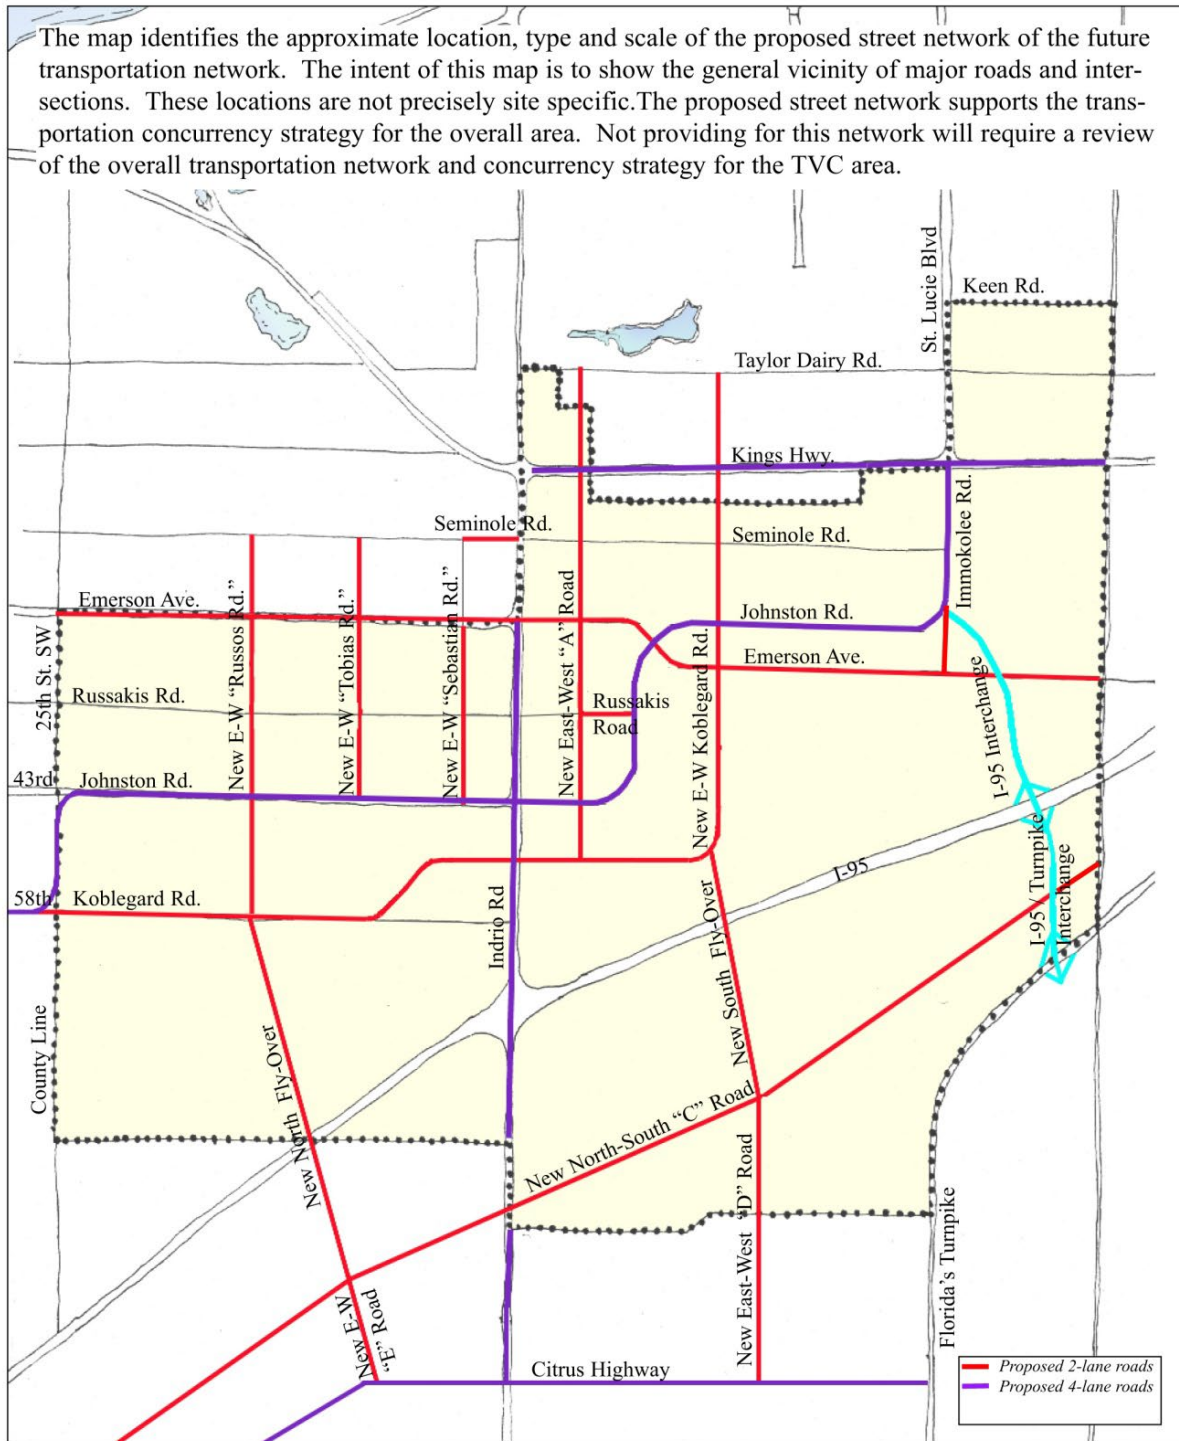 The map identifies the approximate location, type and scale of the proposed street network of the future
transportation network. The intent of this map is to show the general vicinity of major roads and inter-
sections. These locations are not precisely site specific.The proposed street network supports the trans-
portation concurrency strategy for the overall area. Not providing for this network will require a review
of the overall transportation network and concurrency strategy for the TVC area.
St. Lucie Blvd
Keen Rd.
Taylor Dairy Rd.
Kings Hwy.
Immokolee Rd.
Seminole Rd.
Seminole Rd.
Emerson Ave.
25th St. SW
New E-W “Russos Rd.”
New E-W “Tobias Rd.”
New E-W “Sebastian Rd.”
New East-West “A” Road
Johnston Rd.
New E-W Koblegard Rd.
Emerson Ave.
I-95 Interchange
Russakis Rd.
Russakis
Road
43rd
Johnston Rd.
58th
Koblegard Rd.
Indrio Rd
I-95
New South Fly-Over
I-95 / Turnpike
Interchange
County Line
New North Fly-Over
New North-South “C” Road
New East-West “D” Road
New E-W
“E” Road
Citrus Highway
Florida’s Turnpike
Proposed 2-lane roads
Proposed 4-lane roads